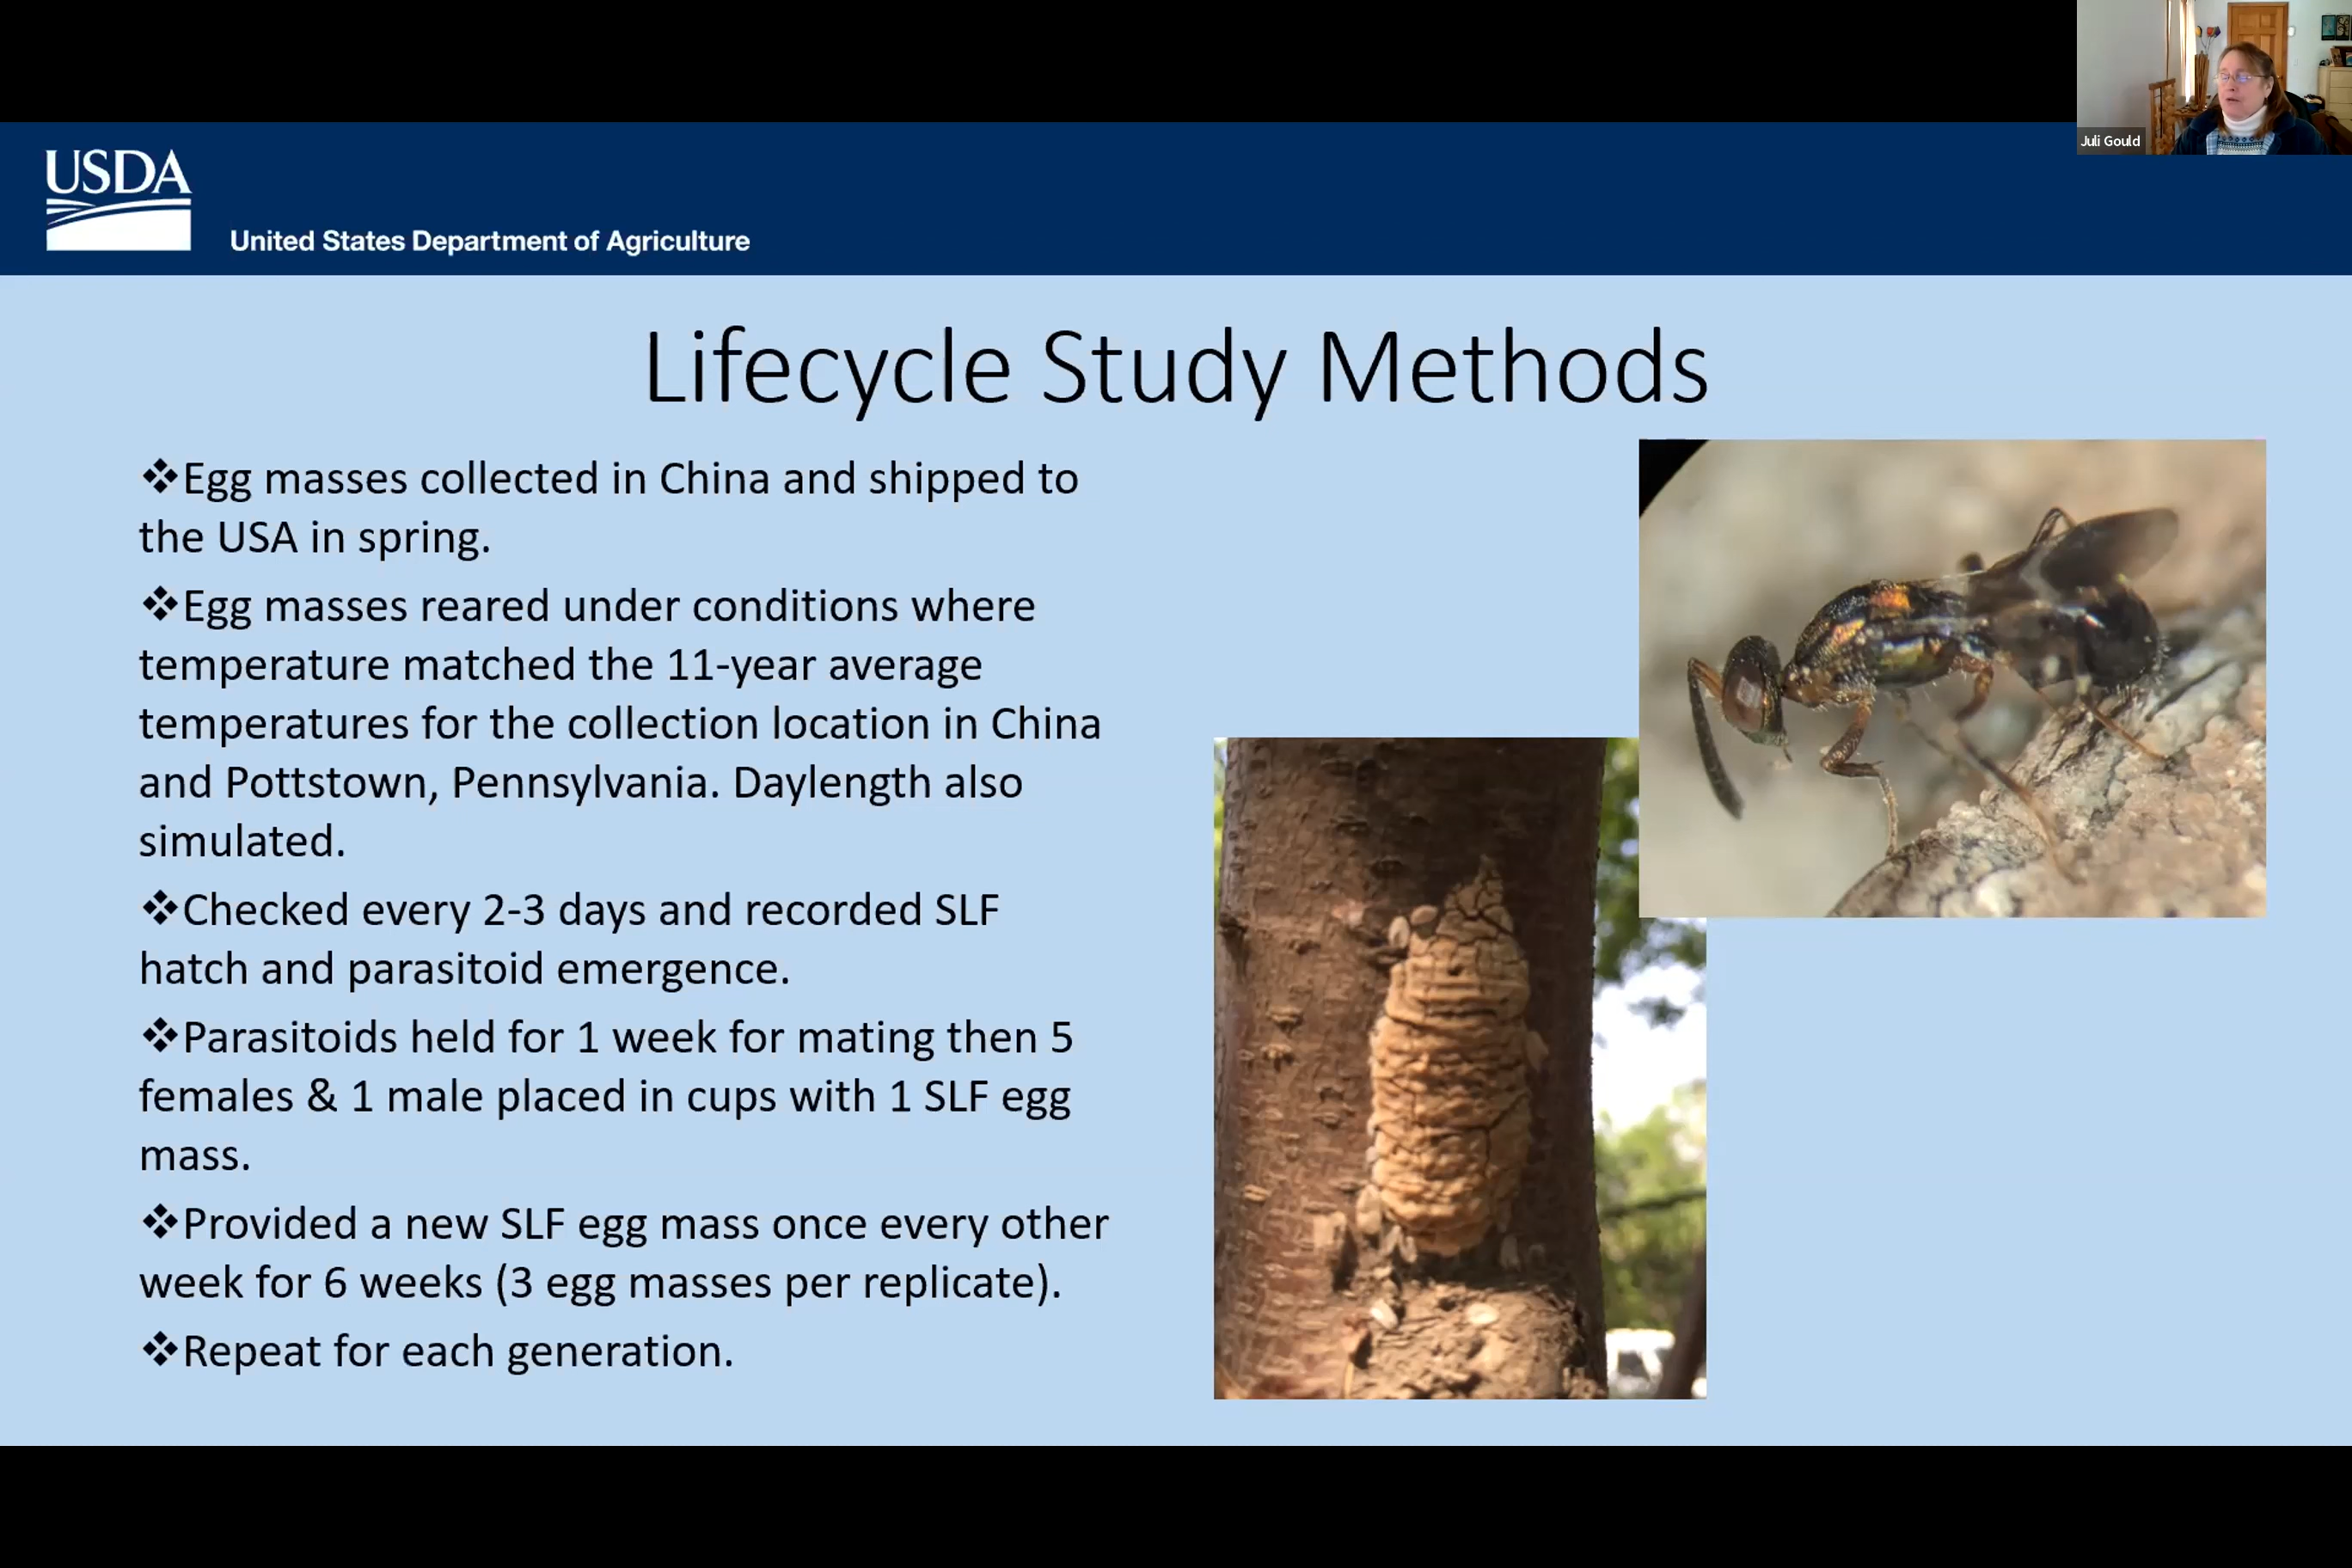 Juli Gould
USDA
United States Department of Agriculture
Lifecycle Study Methods
❖Egg masses collected in China and shipped to
the USA in spring.
❖Egg masses reared under conditions where
temperature matched the 11-year average
temperatures for the collection location in China
and Pottstown, Pennsylvania. Daylength also
simulated.
❖Checked every 2-3 days and recorded SLF
hatch and parasitoid emergence.
❖Parasitoids held for 1 week for mating then 5
females & 1 male placed in cups with 1 SLF egg
mass.
❖Provided a new SLF egg mass once every other
week for 6 weeks (3 egg masses per replicate).
❖Repeat for each generation.